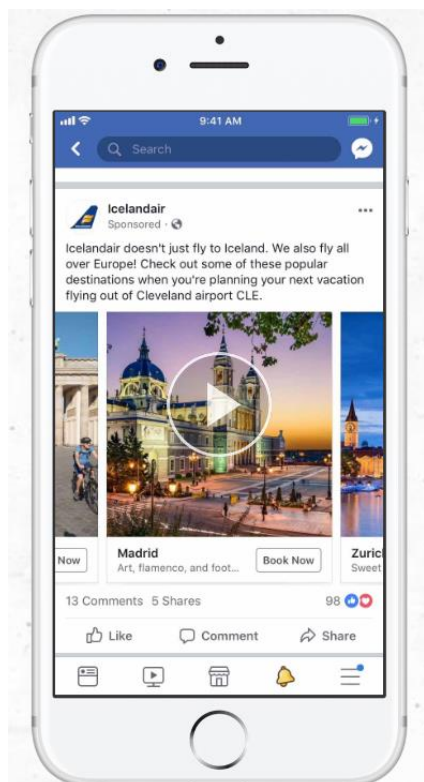 9:41 AM
Search
Icelandair
Sponsored ·
Icelandair doesn't just fly to Iceland. We also fly all
over Europe! Check out some of these popular
destinations when you're planning your next vacation
flying out of Cleveland airport CLE.
Now
Madrid
Art, flamenco, and foot...
Book Now
Zuric
Sweet
13 Comments 5 Shares
98
Like
Comment
Share